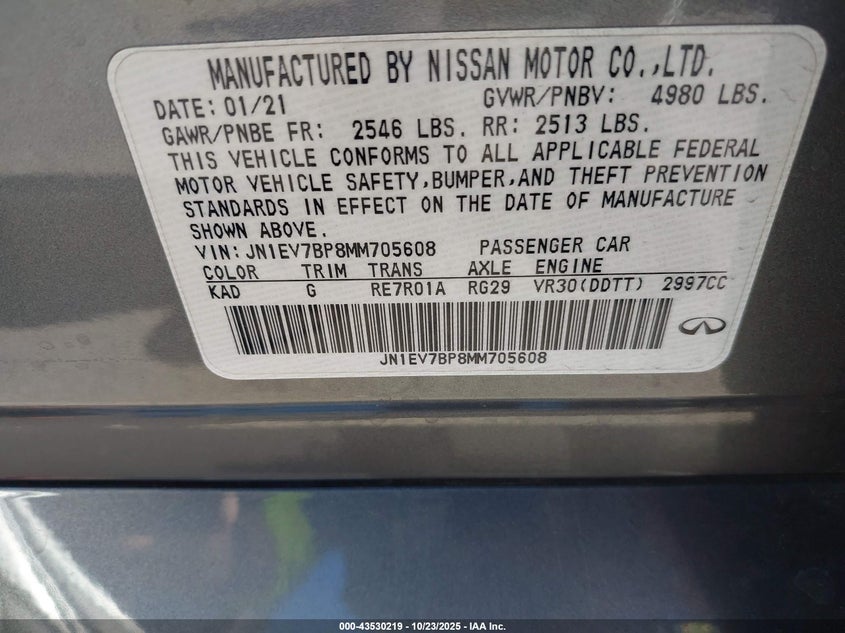 MANUFACTURED BY NISSAN MOTOR CO.,LTD.
DATE: 01/21 GVWR/PNBV: 4980 LBS.
GAWR/PNBE FR: 2546 LBS. RR: 2513 LBS.
THIS VEHICLE CONFORMS TO ALL APPLICABLE FEDERAL
MOTOR VEHICLE SAFETY,BUMPER,AND THEFT PREVENTION
STANDARDS IN EFFECT ON THE DATE OF MANUFACTURE
SHOWN ABOVE.
VIN: JN1EV7BP8MM705608 PASSENGER CAR
COLOR TRIM TRANS AXLE ENGINE
KAD G RE7R01A RG29 VR30(DDTT) 2997CC
JN1EV7BP8MM705608
000-43530219 - 10/23/2025 - IAA Inc.